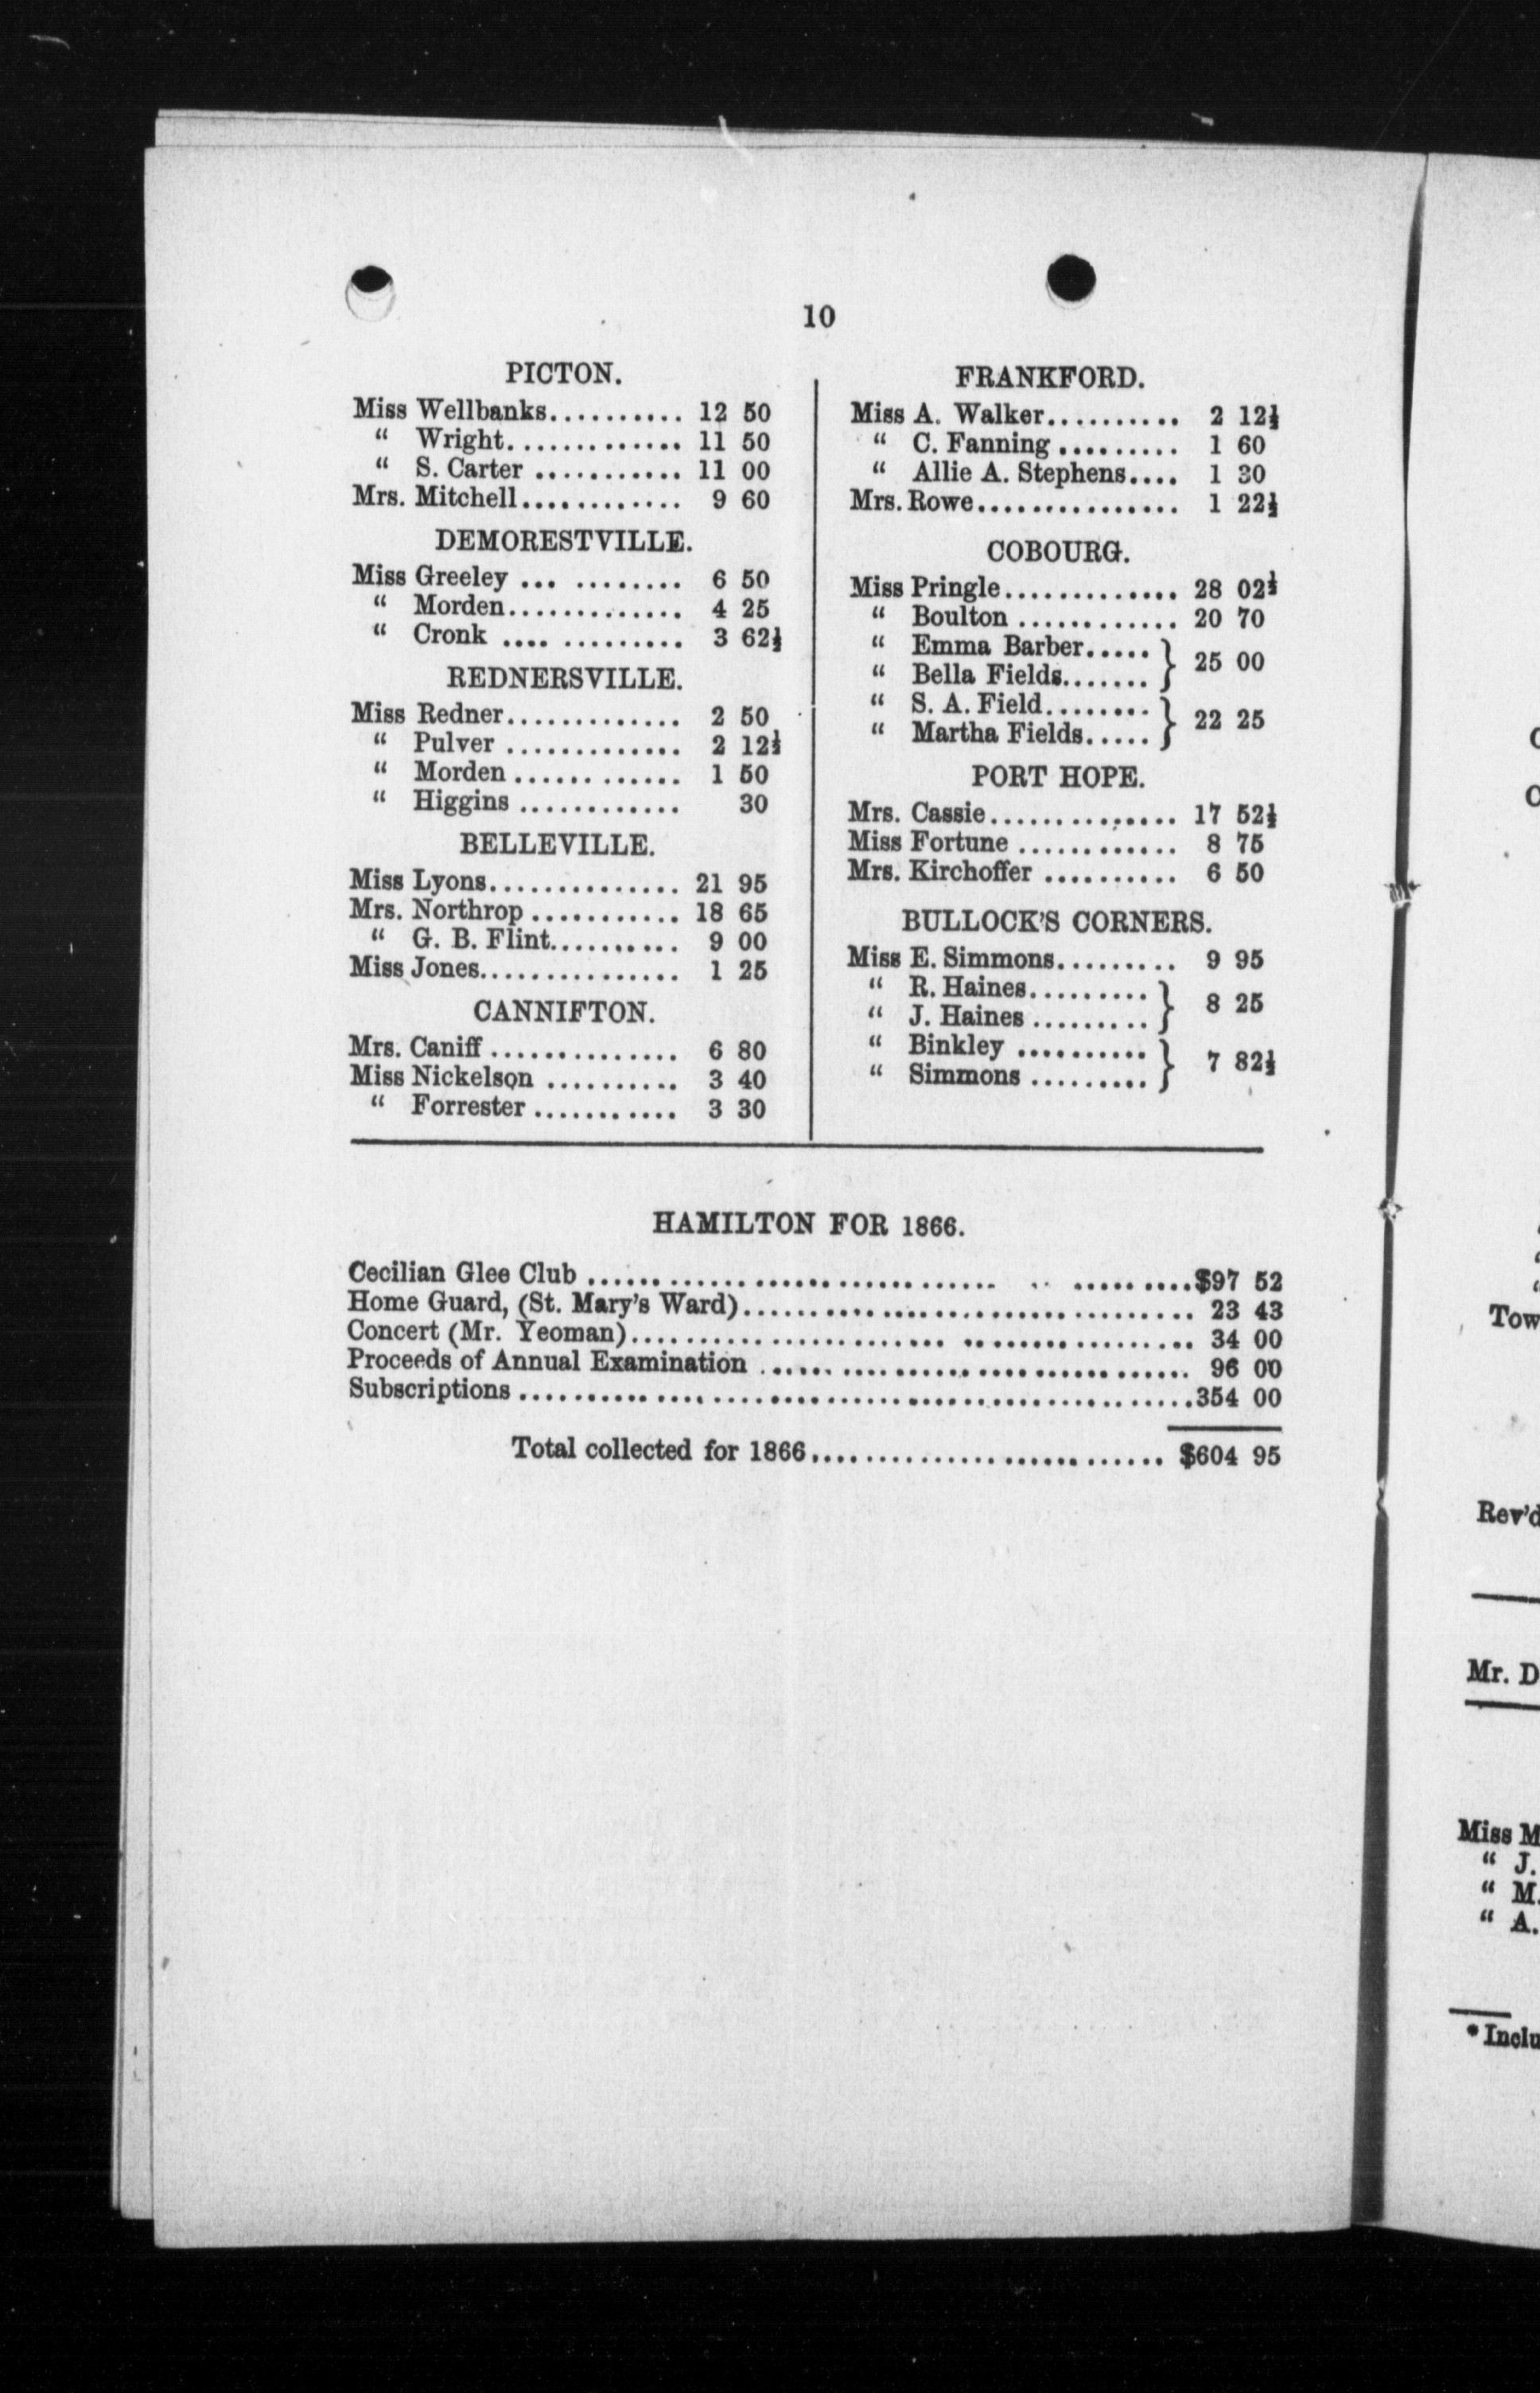 10
PICTON.
Miss Wellbanks.......... 12 50
“ Wright............. 11 50
“ S. Carter ........... 11 00
Mrs. Mitchell............ 9 60
DEMORESTVILLE.
Miss Greeley ... ........ 6 50
“ Morden............. 4 25
“ Cronk .... ......... 3 62½
REDNERSVILLE.
Miss Redner............. 2 50
“ Pulver ............. 2 12½
“ Morden ............ 1 50
“ Higgins ............ 30
BELLEVILLE.
Miss Lyons.............. 21 95
Mrs. Northrop ........... 18 65
“ G. B. Flint.......... 9 00
Miss Jones............... 1 25
CANNIFTON.
Mrs. Caniff .............. 6 80
Miss Nickelson .......... 3 40
“ Forrester ........... 3 30
FRANKFORD.
Miss A. Walker.......... 2 12½
“ C. Fanning ......... 1 60
“ Allie A. Stephens.... 1 30
Mrs. Rowe............... 1 22½
COBOURG.
Miss Pringle............. 28 02½
“ Boulton ............ 20 70
“ Emma Barber..... } 25 00
“ Bella Fields....... }
“ S. A. Field........ } 22 25
“ Martha Fields..... }
PORT HOPE.
Mrs. Cassie.............. 17 52½
Miss Fortune ............ 8 75
Mrs. Kirchoffer .......... 6 50
BULLOCK'S CORNERS.
Miss E. Simmons......... 9 95
“ R. Haines......... } 8 25
“ J. Haines ......... }
“ Binkley .......... } 7 82½
“ Simmons ......... }
HAMILTON FOR 1866.
Cecilian Glee Club .............................. .. .........$97 52
Home Guard, (St. Mary's Ward).................................. 23 43
Concert (Mr. Yeoman)........................ ................. 34 00
Proceeds of Annual Examination ................................ 96 00
Subscriptions ..................................................354 00
Total collected for 1866........................... $604 95
Tow
Rev'd
Mr. D
Miss M
“ J.
“ M.
“ A.
* Inclu